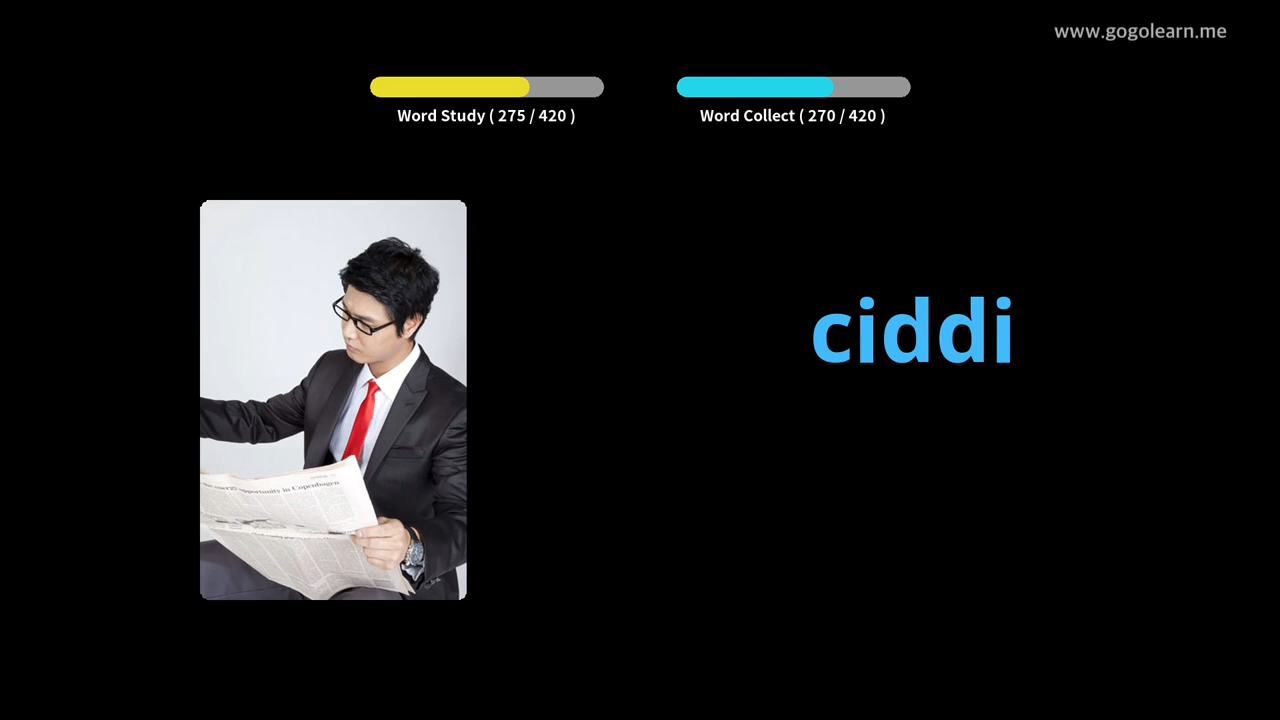 www.gogolearn.me
Word Study ( 275 / 420 )
Word Collect ( 270 / 420 )
ciddi
opportunity in Copenhagen